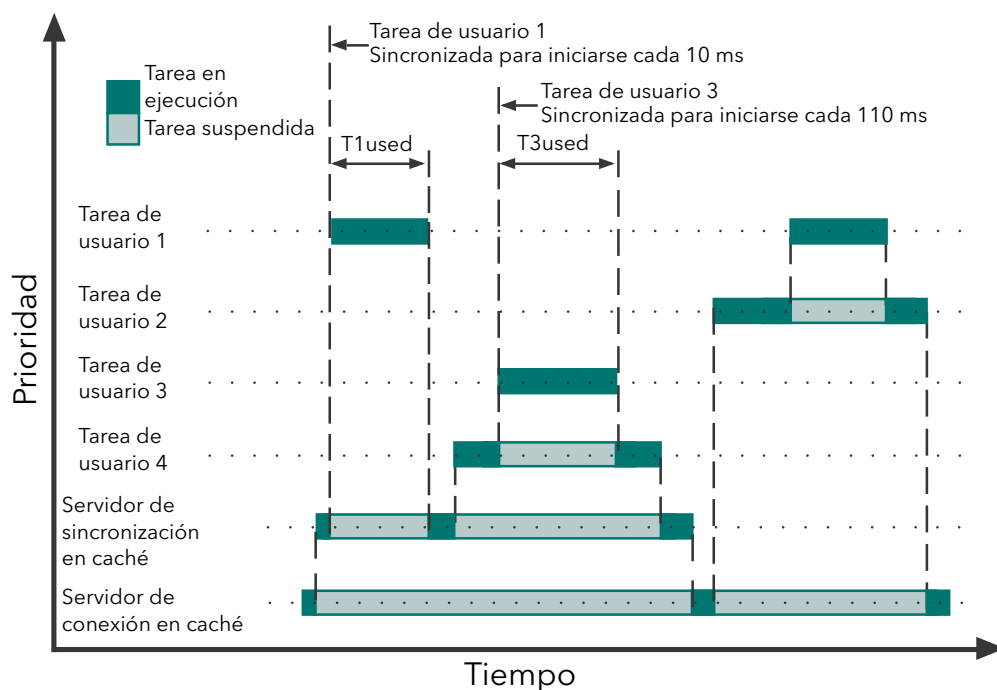 Tarea de usuario 1
Sincronizada para iniciarse cada 10 ms
Tarea en
ejecución
Tarea suspendida
Tarea de usuario 3
Sincronizada para iniciarse cada 110 ms
T1used
T3used
Tarea de
usuario 1
Tarea de
usuario 2
Tarea de
usuario 3
Tarea de
usuario 4
Servidor de
sincronización
en caché
Servidor de
conexión en caché
Prioridad
Tiempo